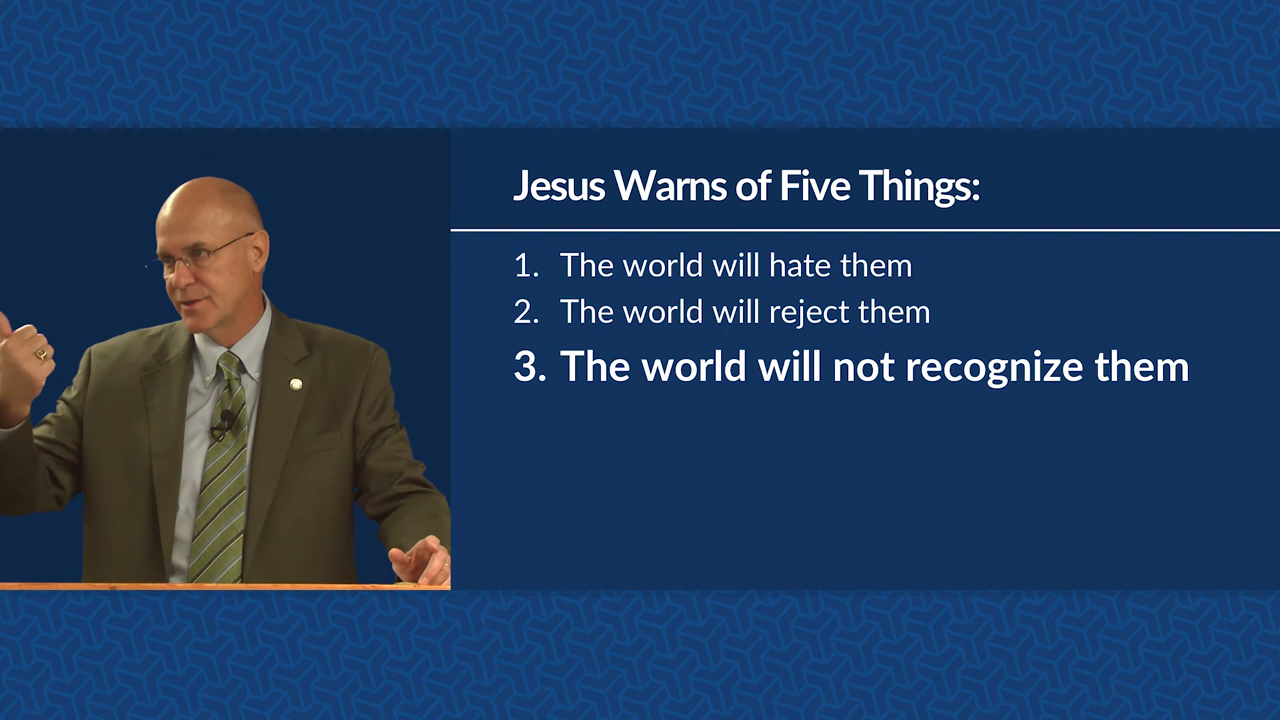 Jesus Warns of Five Things:
1. The world will hate them
2. The world will reject them
3. The world will not recognize them